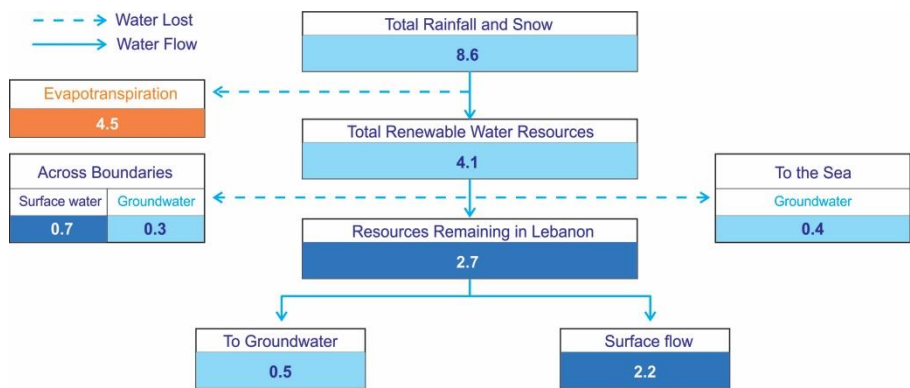 Water Lost
Water Flow
Total Rainfall and Snow
8.6
Evapotranspiration
4.5
Total Renewable Water Resources
4.1
Across Boundaries
Surface water Groundwater
0.7 0.3
To the Sea
Groundwater
0.4
Resources Remaining in Lebanon
2.7
To Groundwater
0.5
Surface flow
2.2